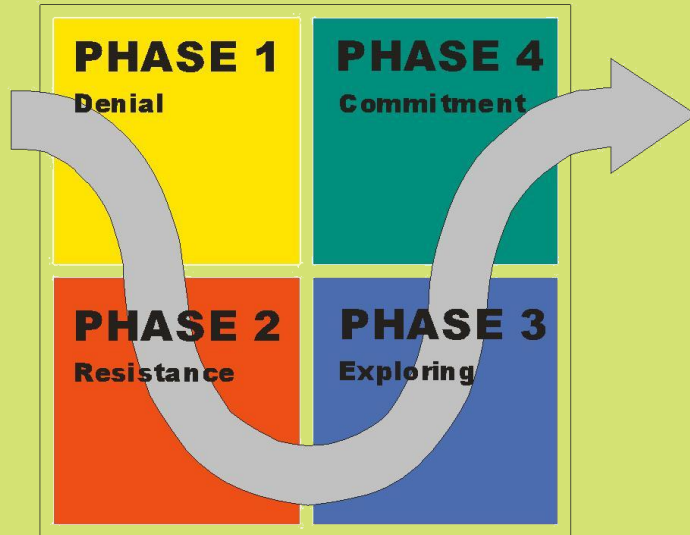 PHASE 1
Denial
PHASE 4
Commitment
PHASE 2
Resistance
PHASE 3
Exploring